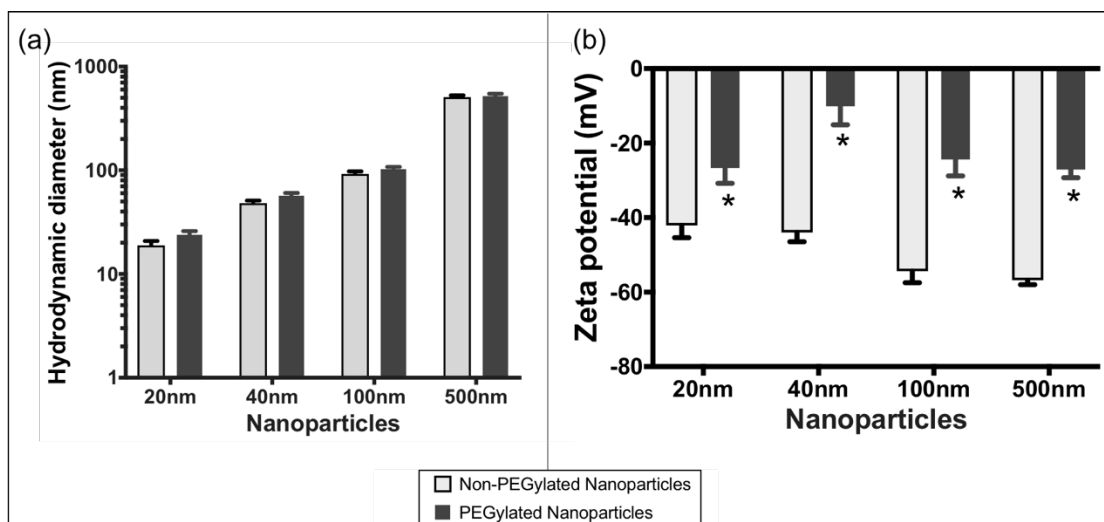 (a)
Hydrodynamic diameter (nm)
1000
100
10
1
20nm 40nm 100nm 500nm
Nanoparticles
(b)
Zeta potential (mV)
0
-20
-40
-60
-80
* * * *
20nm 40nm 100nm 500nm
Nanoparticles
Non-PEGylated Nanoparticles
PEGylated Nanoparticles